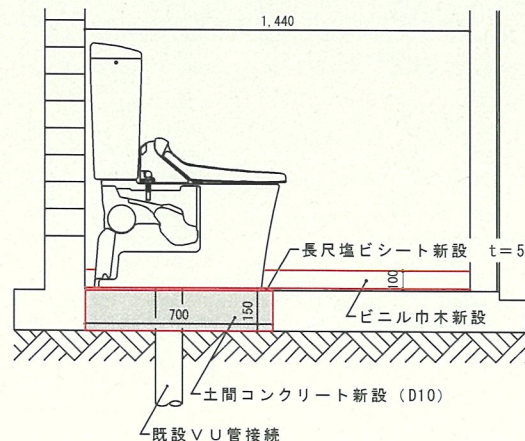 1,440
長尺塩ビシート新設 t=5
100
ビニル巾木新設
700
150
土間コンクリート新設（D10）
既設ＶＵ管接続